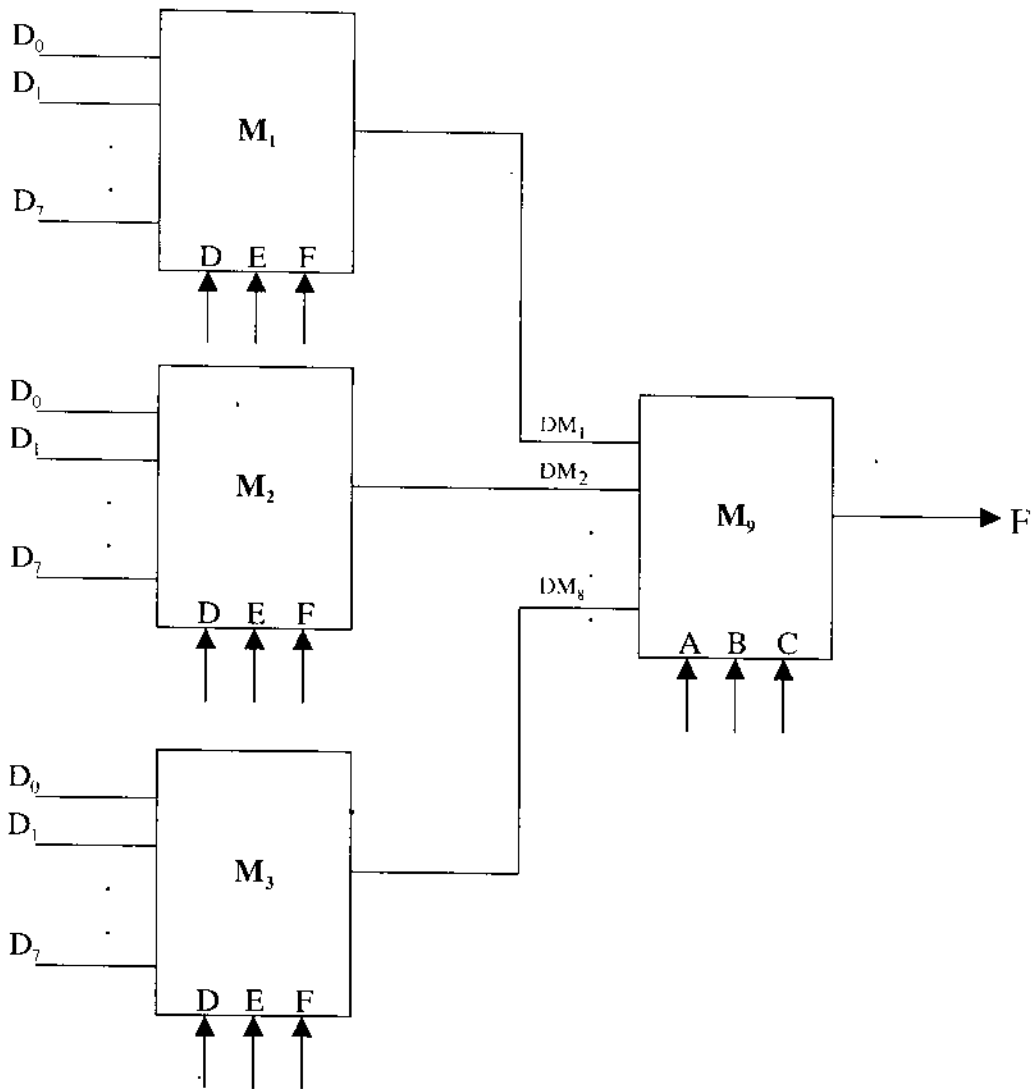 D₀
D₁
M₁
D₇
D E F
D₀
D₁
M₂
D₇
D E F
DM₁
DM₂
M₉
F
DM₈
A B C
D₀
D₁
M₃
D₇
D E F